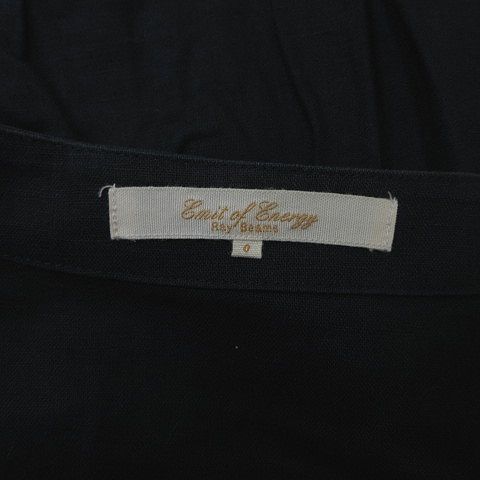 Emit of Energy
Ray Beams
0